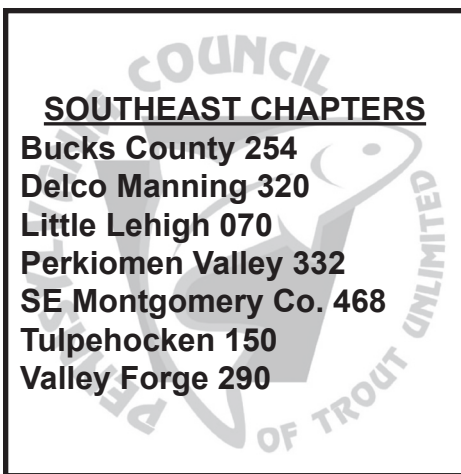 SOUTHEAST CHAPTERS
Bucks County 254
Delco Manning 320
Little Lehigh 070
Perkiomen Valley 332
SE Montgomery Co. 468
Tulpehocken 150
Valley Forge 290
COUNCIL
OF TROUT UNLIMITED